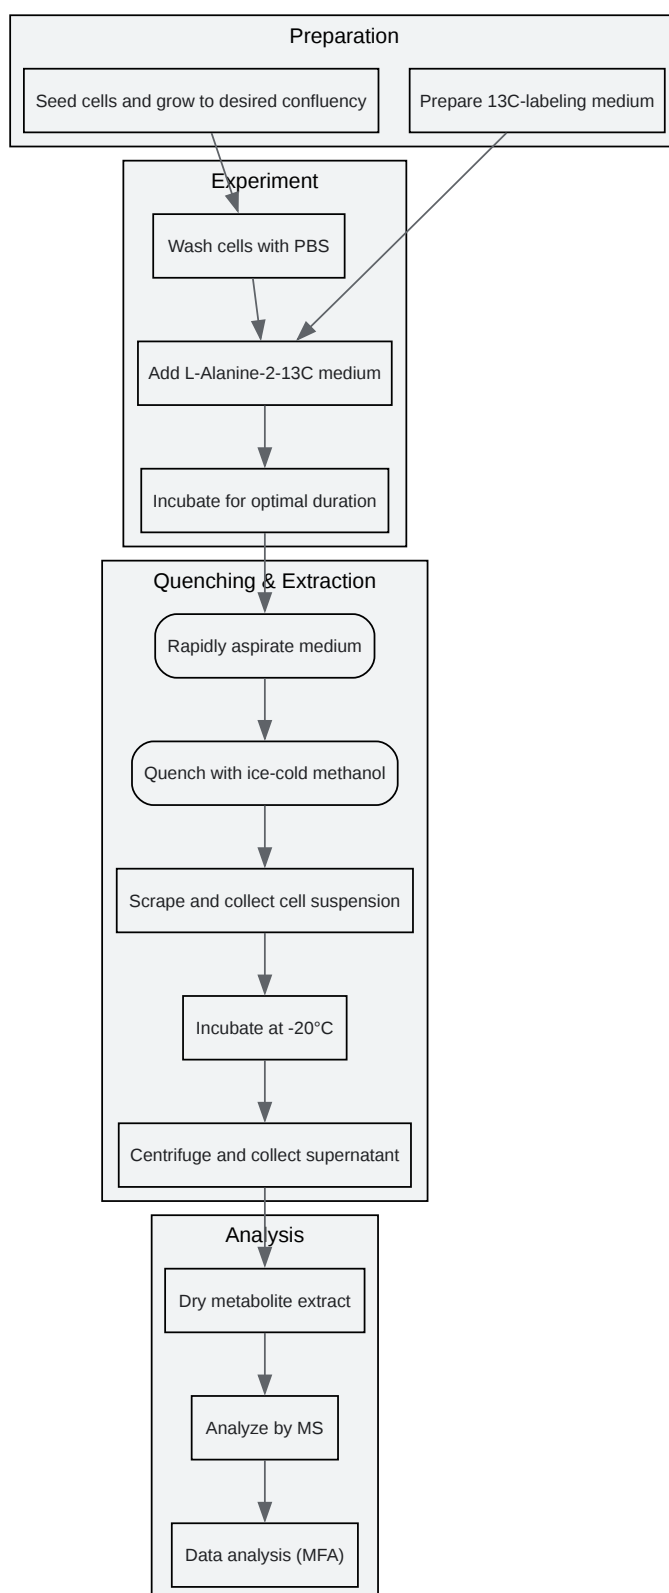 Preparation
Seed cells and grow to desired confluency
Prepare 13C-labeling medium
Experiment
Wash cells with PBS
Add L-Alanine-2-13C medium
Incubate for optimal duration
Quenching & Extraction
Rapidly aspirate medium
Quench with ice-cold methanol
Scrape and collect cell suspension
Incubate at -20°C
Centrifuge and collect supernatant
Analysis
Dry metabolite extract
Analyze by MS
Data analysis (MFA)